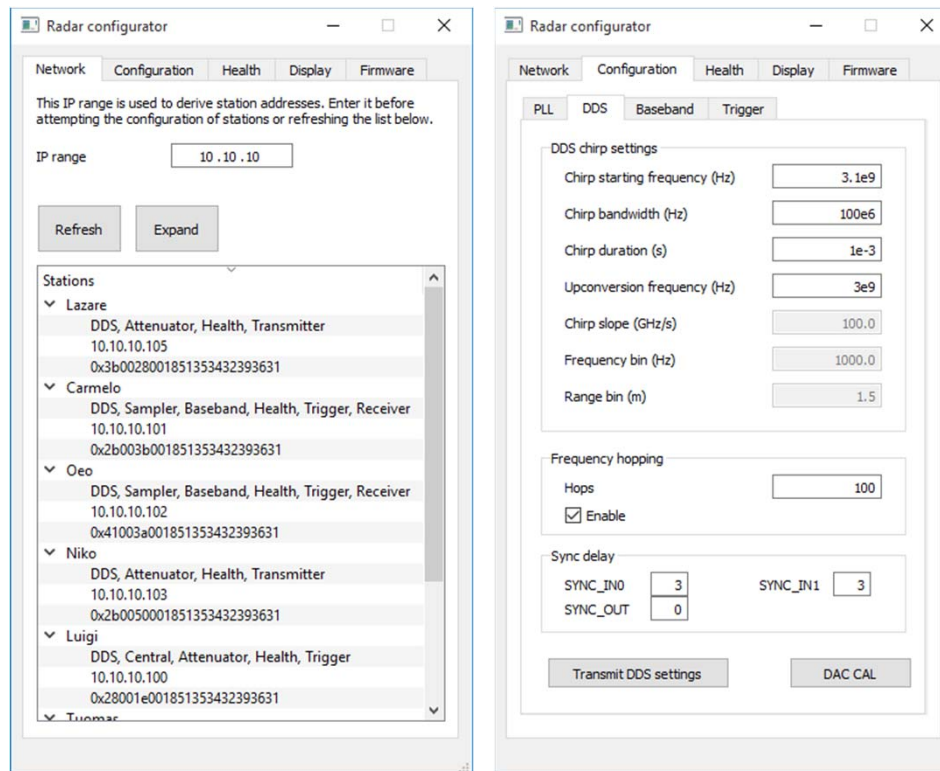 Radar configurator
Network Configuration Health Display Firmware
This IP range is used to derive station addresses. Enter it before
attempting the configuration of stations or refreshing the list below.
IP range 10 .10 .10
Refresh Expand
Stations
Lazare
DDS, Attenuator, Health, Transmitter
10.10.10.105
0x3b0028001851353432393631
Carmelo
DDS, Sampler, Baseband, Health, Trigger, Receiver
10.10.10.101
0x2b003b001851353432393631
Oeo
DDS, Sampler, Baseband, Health, Trigger, Receiver
10.10.10.102
0x41003a001851353432393631
Niko
DDS, Attenuator, Health, Transmitter
10.10.10.103
0x2b0050001851353432393631
Luigi
DDS, Central, Attenuator, Health, Trigger
10.10.10.100
0x28001e001851353432393631
Tuomas
Radar configurator
Network Configuration Health Display Firmware
PLL DDS Baseband Trigger
DDS chirp settings
Chirp starting frequency (Hz) 3.1e9
Chirp bandwidth (Hz) 100e6
Chirp duration (s) 1e-3
Upconversion frequency (Hz) 3e9
Chirp slope (GHz/s) 100.0
Frequency bin (Hz) 1000.0
Range bin (m) 1.5
Frequency hopping
Hops 100
Enable
Sync delay
SYNC_IN0 3 SYNC_IN1 3
SYNC_OUT 0
Transmit DDS settings DAC CAL